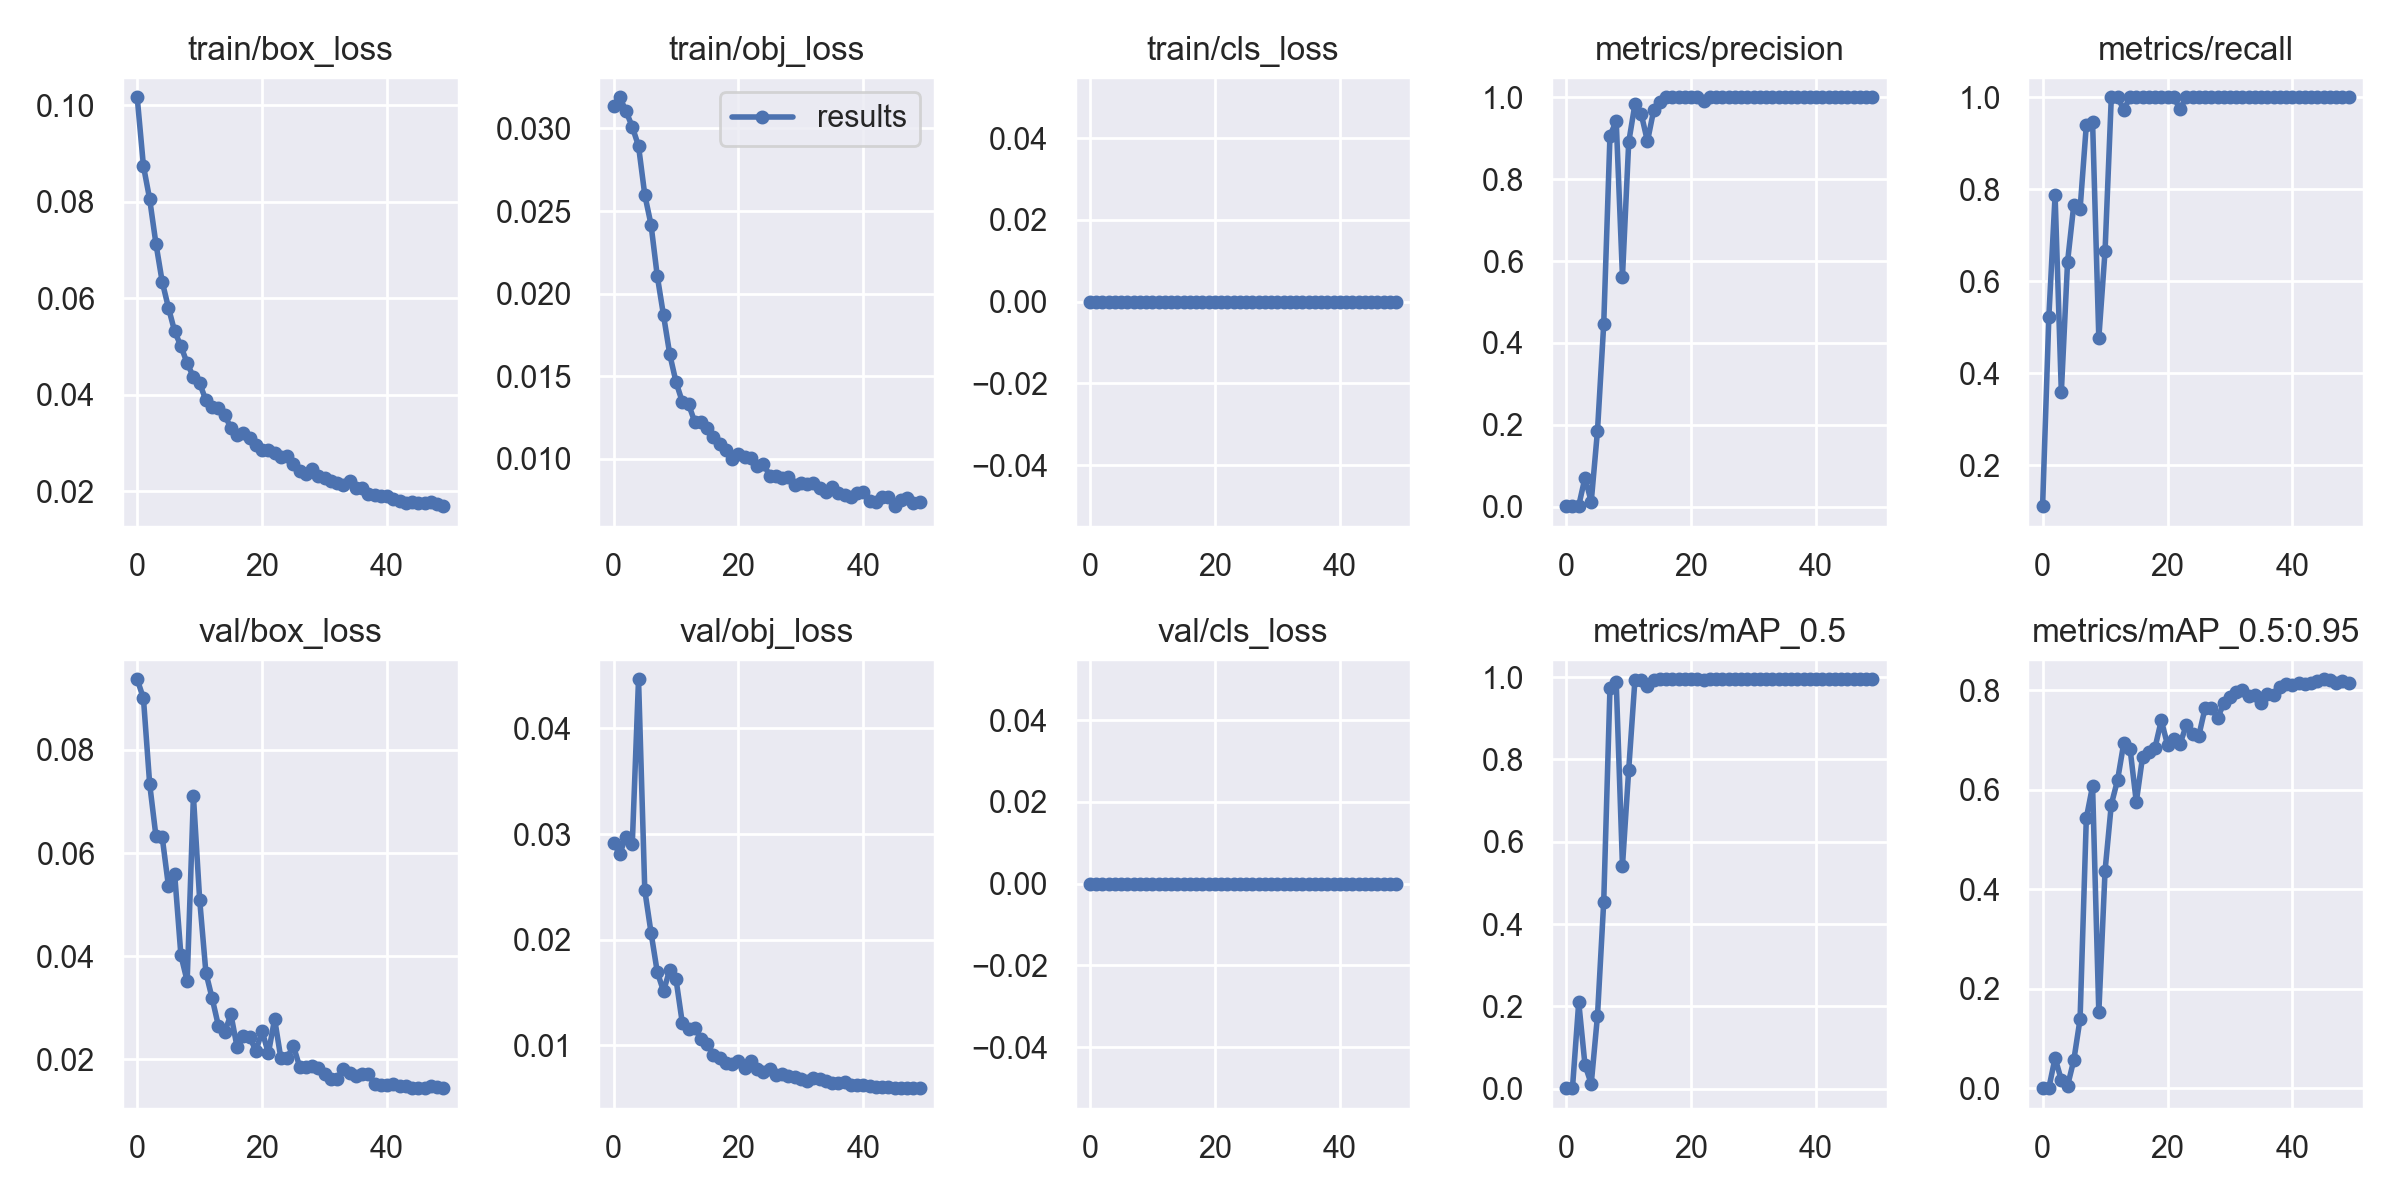 train/box_loss
0.10
0.08
0.06
0.04
0.02
0 20 40
train/obj_loss
results
0.030
0.025
0.020
0.015
0.010
0 20 40
train/cls_loss
0.04
0.02
0.00
−0.02
−0.04
0 20 40
metrics/precision
1.0
0.8
0.6
0.4
0.2
0.0
0 20 40
metrics/recall
1.0
0.8
0.6
0.4
0.2
0 20 40
val/box_loss
0.08
0.06
0.04
0.02
0 20 40
val/obj_loss
0.04
0.03
0.02
0.01
0 20 40
val/cls_loss
0.04
0.02
0.00
−0.02
−0.04
0 20 40
metrics/mAP_0.5
1.0
0.8
0.6
0.4
0.2
0.0
0 20 40
metrics/mAP_0.5:0.95
0.8
0.6
0.4
0.2
0.0
0 20 40